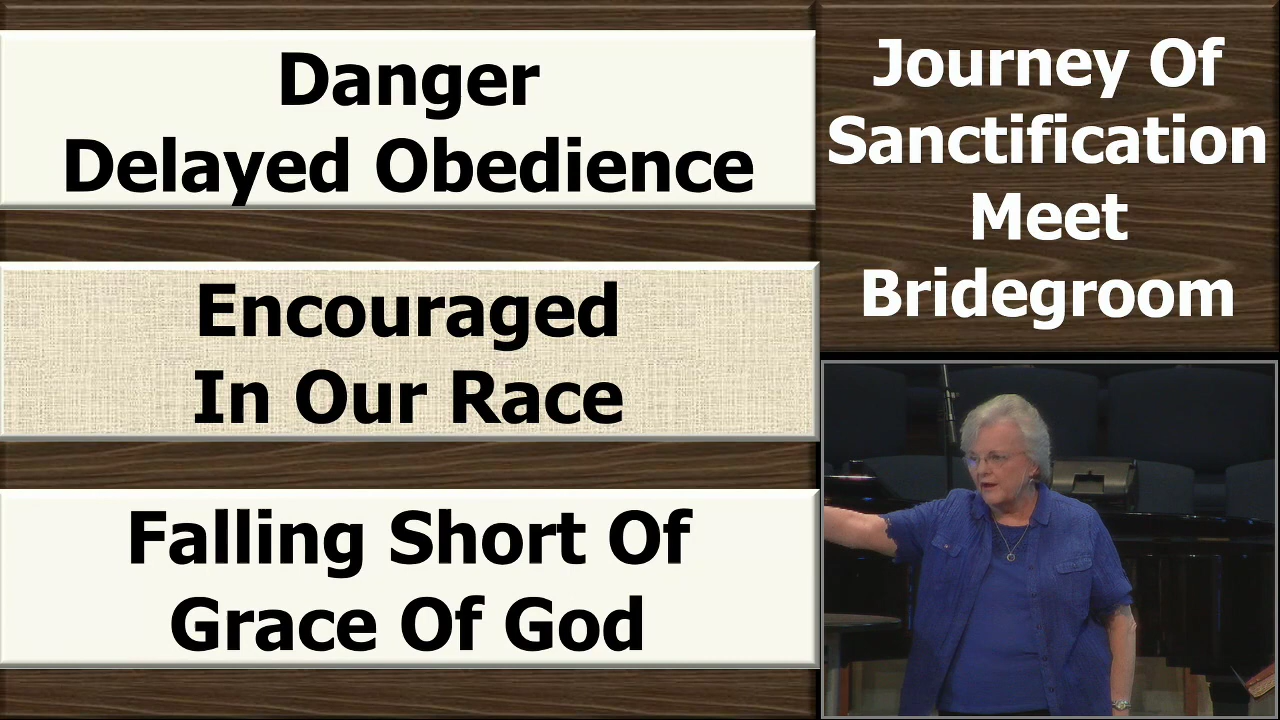 Danger
Delayed Obedience
Encouraged
In Our Race
Falling Short Of
Grace Of God
Journey Of
Sanctification
Meet
Bridegroom